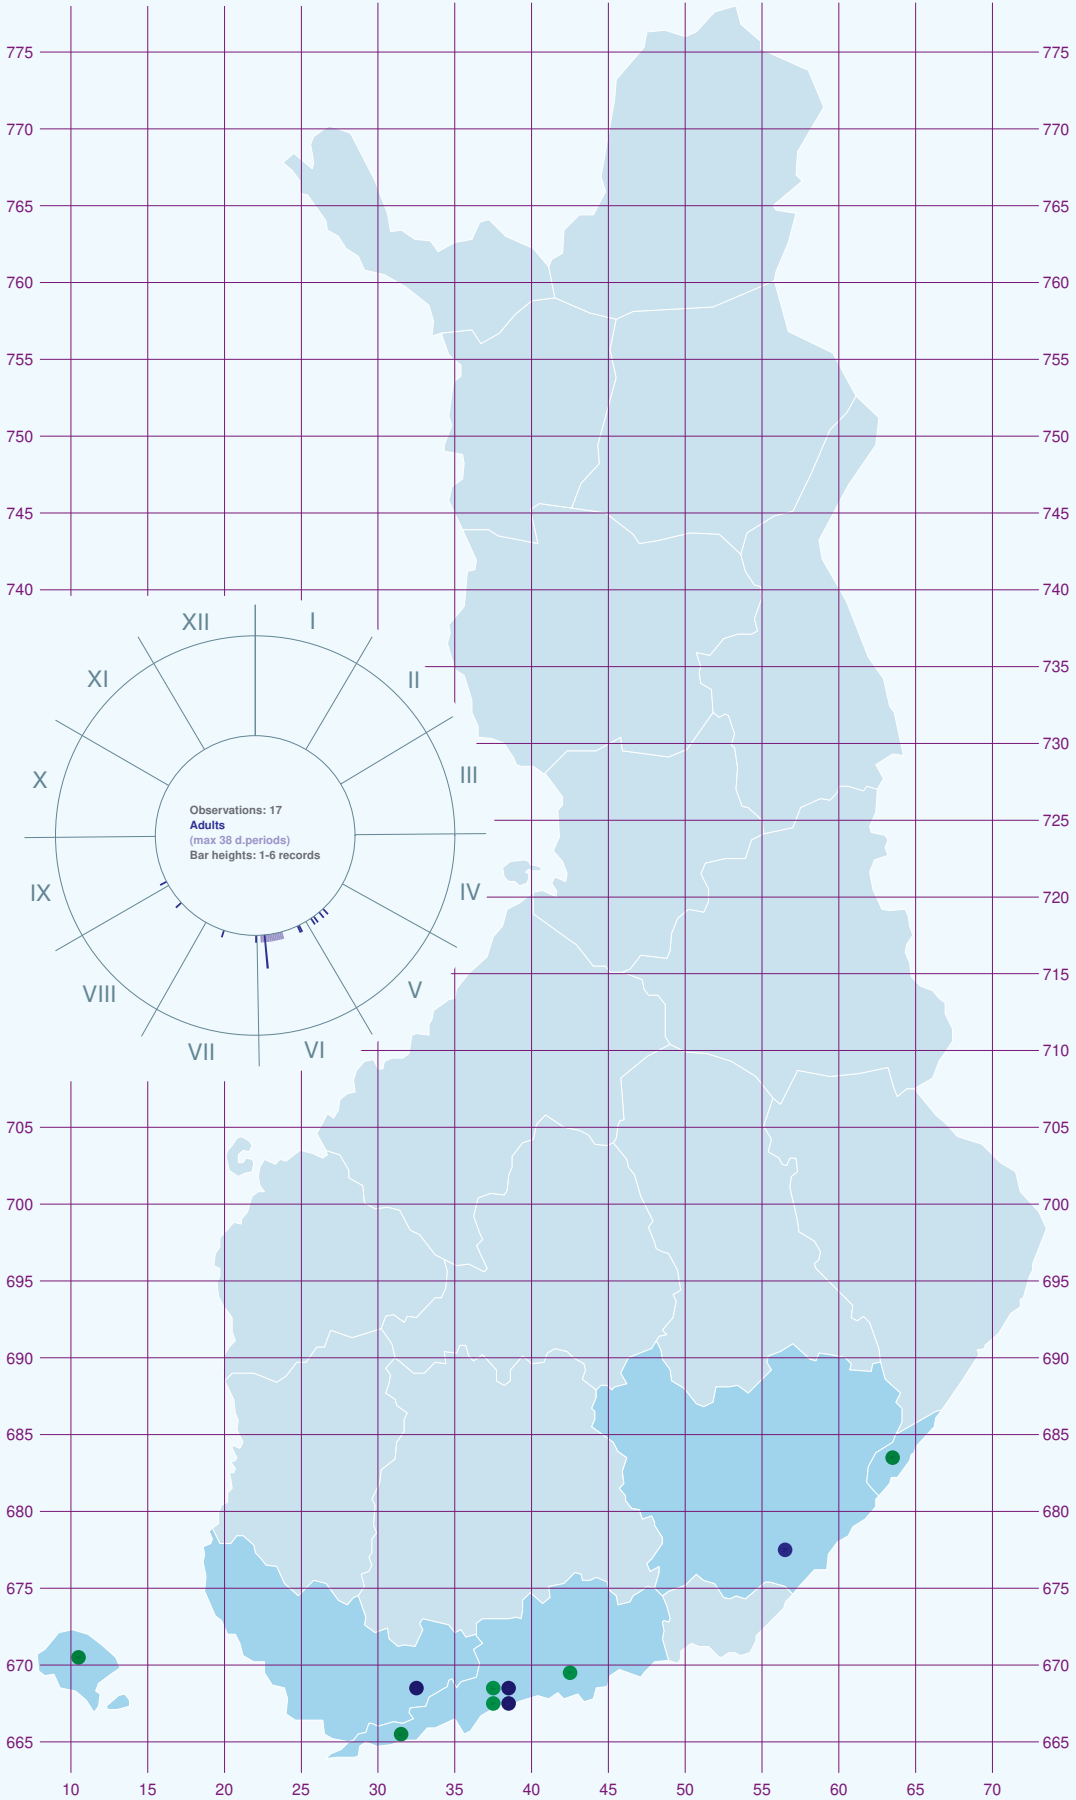 775 775
770 770
765 765
760 760
755 755
750 750
745 745
740 740
XII I
735
XI II
730
X III
Observations: 17
Adults
(max 38 d.periods)
Bar heights: 1-6 records
725
IX IV
720
715
VIII V
VII VI
710
705 705
700 700
695 695
690 690
685 685
680 680
675 675
670 670
665 665
10 15 20 25 30 35 40 45 50 55 60 65 70